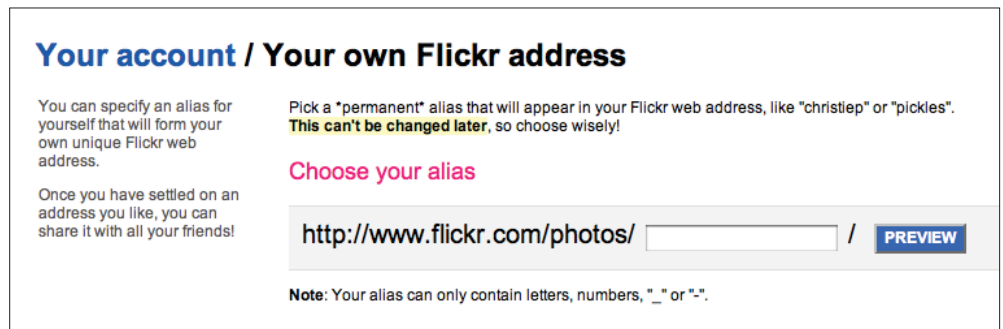 Your account / Your own Flickr address
You can specify an alias for
yourself that will form your
own unique Flickr web
address.
Once you have settled on an
address you like, you can
share it with all your friends!
Pick a *permanent* alias that will appear in your Flickr web address, like "christiep" or "pickles".
This can't be changed later, so choose wisely!
Choose your alias
http://www.flickr.com/photos/ / PREVIEW
Note: Your alias can only contain letters, numbers, "_" or "-".